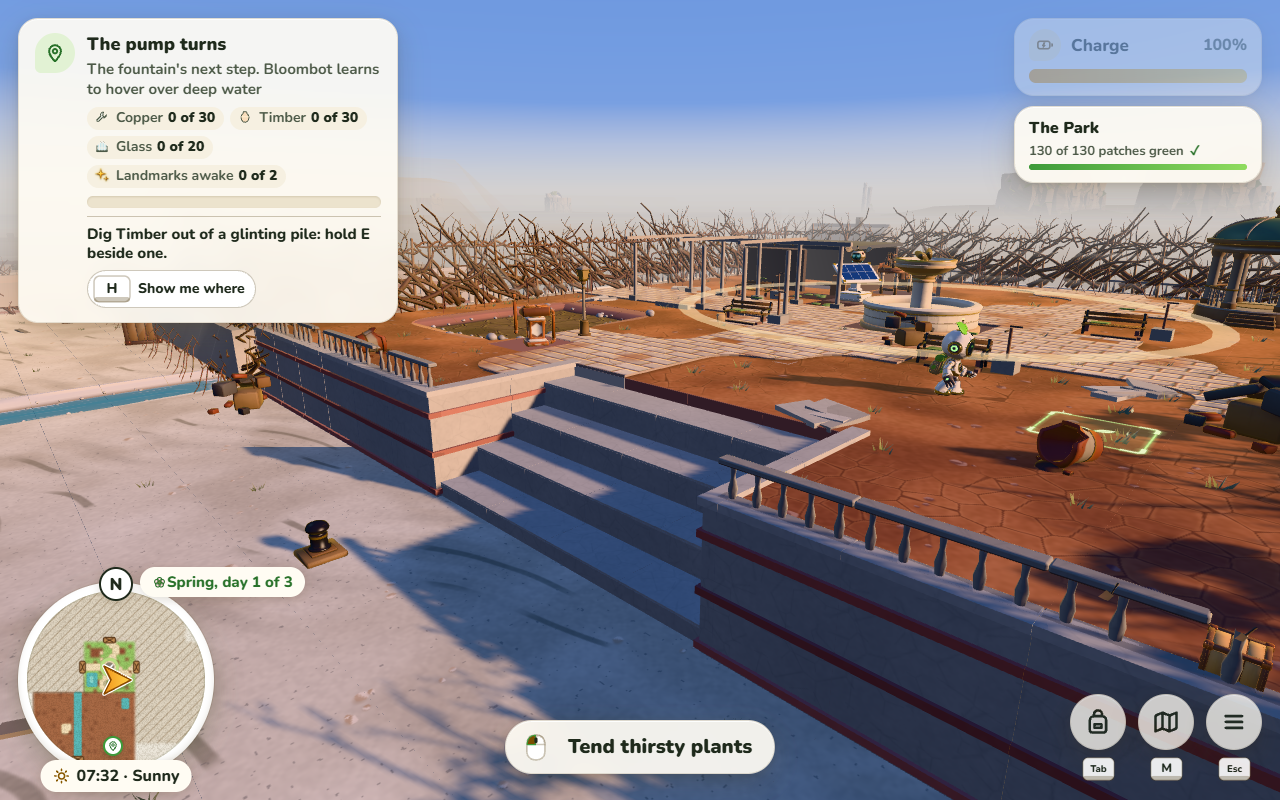 The pump turns
The fountain's next step. Bloombot learns
to hover over deep water
Copper 0 of 30
Timber 0 of 30
Glass 0 of 20
Landmarks awake 0 of 2
Dig Timber out of a glinting pile: hold E
beside one.
H Show me where
Charge 100%
The Park
130 of 130 patches green ✓
N
Spring, day 1 of 3
07:32 · Sunny
Tend thirsty plants
Tab
M
Esc